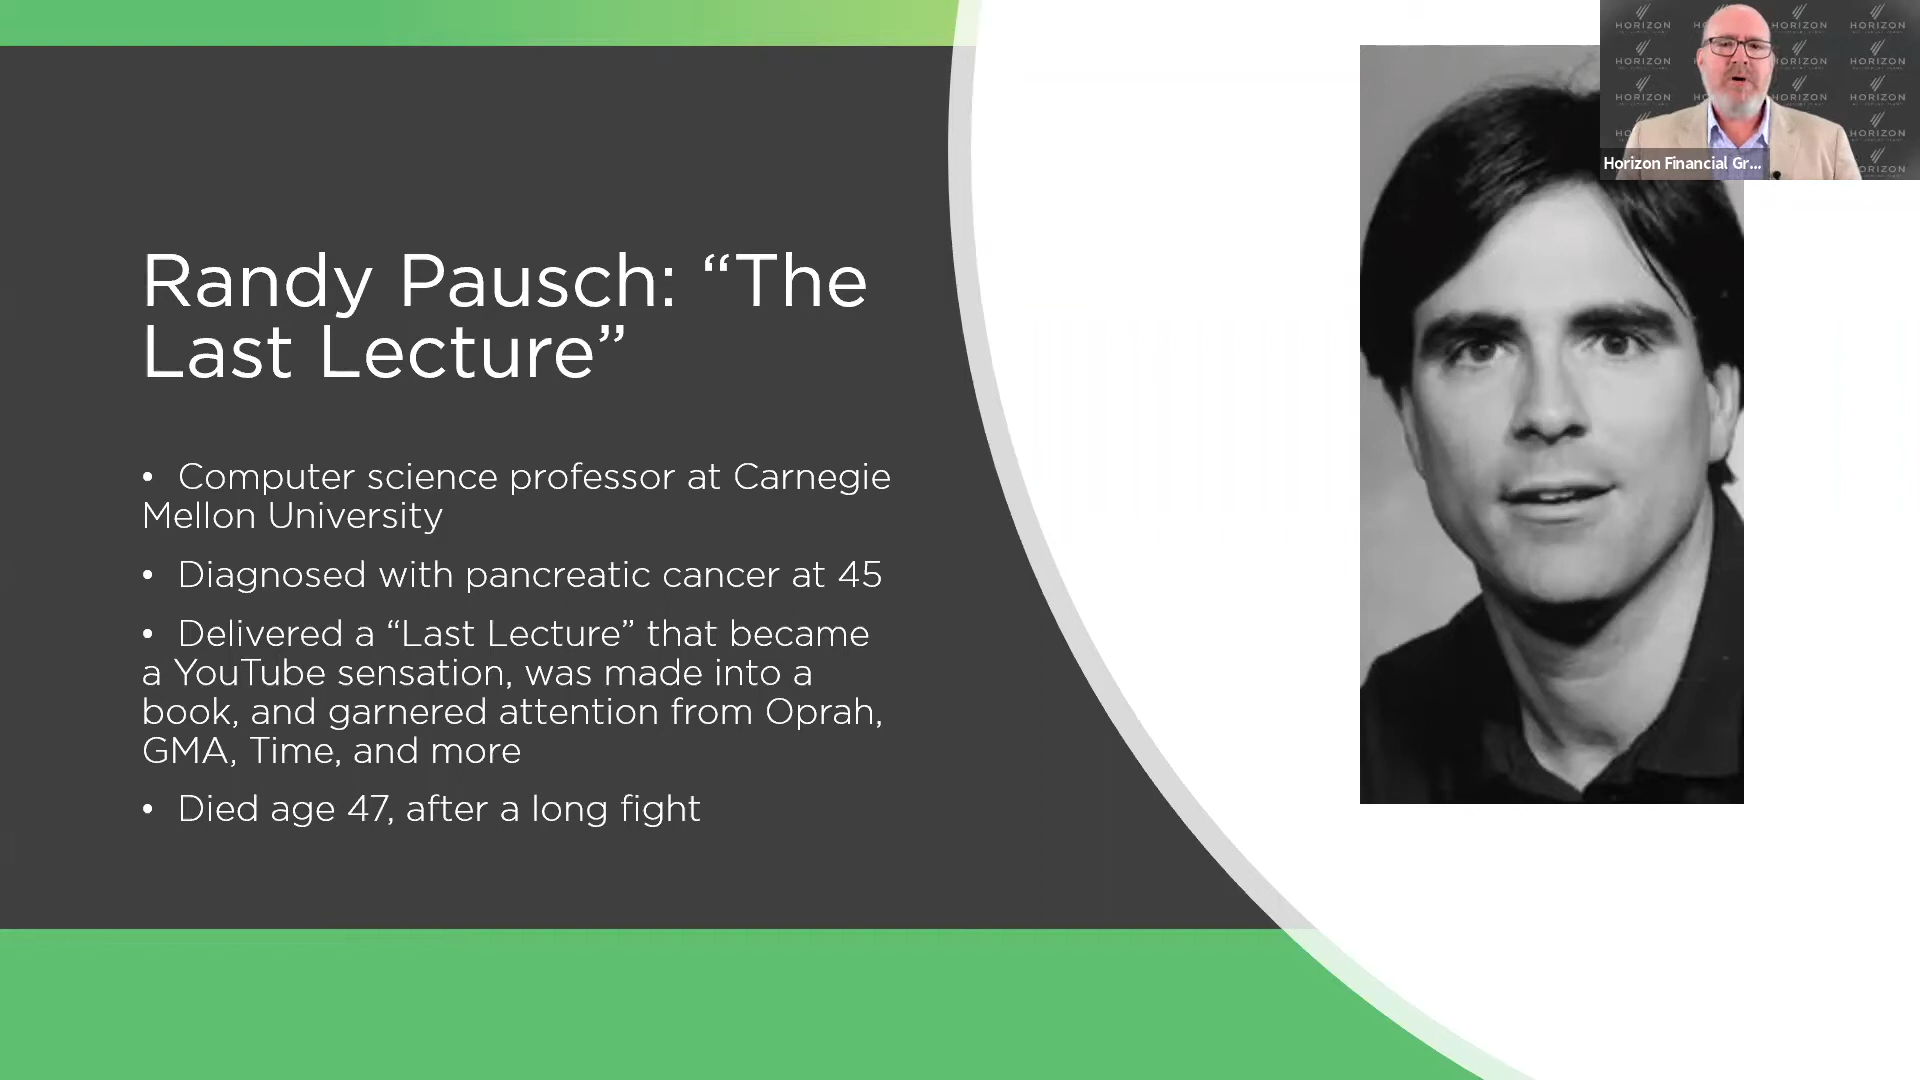 Randy Pausch: “The
Last Lecture”
• Computer science professor at Carnegie
Mellon University
• Diagnosed with pancreatic cancer at 45
• Delivered a “Last Lecture” that became
a YouTube sensation, was made into a
book, and garnered attention from Oprah,
GMA, Time, and more
• Died age 47, after a long fight
HORIZON
HORIZON
HORIZON
HORIZON
HORIZON
HORIZON
HORIZON
HORIZON
HORIZON
HORIZON
Horizon Financial Gr...